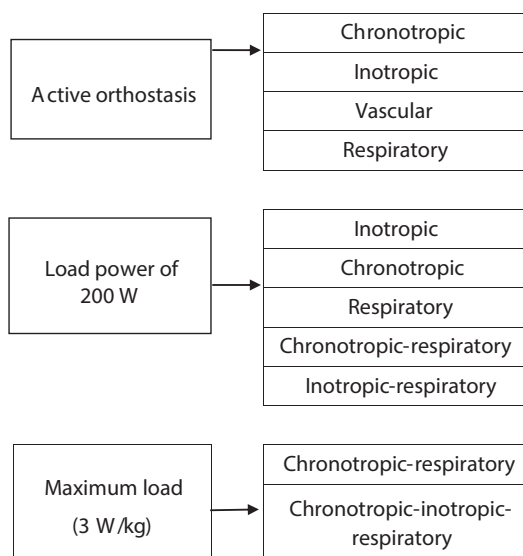 Active orthostasis
Chronotropic
Inotropic
Vascular
Respiratory
Load power of
200 W
Inotropic
Chronotropic
Respiratory
Chronotropic-respiratory
Inotropic-respiratory
Maximum load
(3 W/kg)
Chronotropic-respiratory
Chronotropic-inotropic-
respiratory